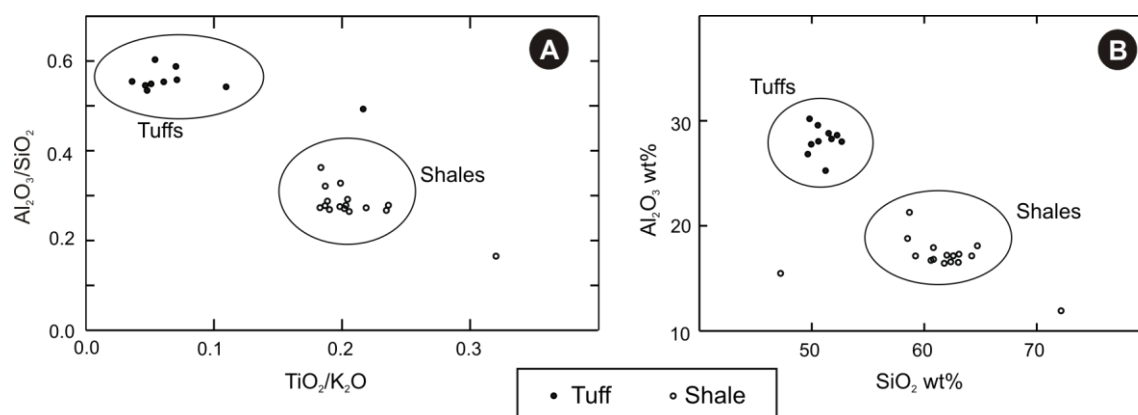 A
Al₂O₃/SiO₂
0.6
0.4
0.2
0.0
Tuffs
Shales
0.0 0.1 0.2 0.3
TiO₂/K₂O
B
Al₂O₃ wt%
40
30
20
10
Tuffs
Shales
50 60 70
SiO₂ wt%
Tuff Shale